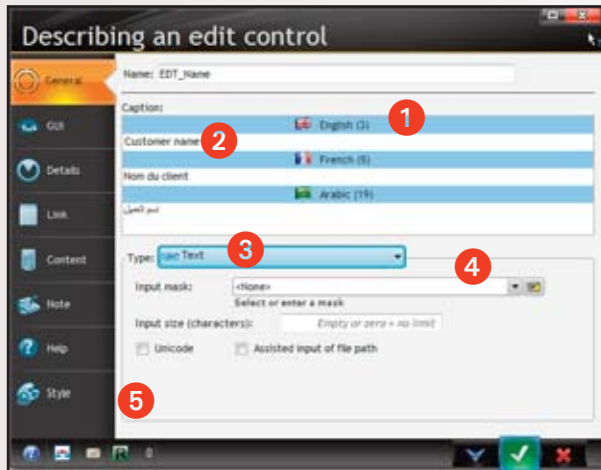 Describing an edit control
General
Name: EDT_Name
Caption:
English (3)
1
GUI
Customer name
2
French (5)
Details
Nom du client
Arabic (19)
Link
اسم العميل
Type: Text
3
Content
4
Input mask: <None>
Select or enter a mask
Note
Input size (characters): Empty or zero = no limit
Unicode Assisted input of file path
Help
Style
5
0